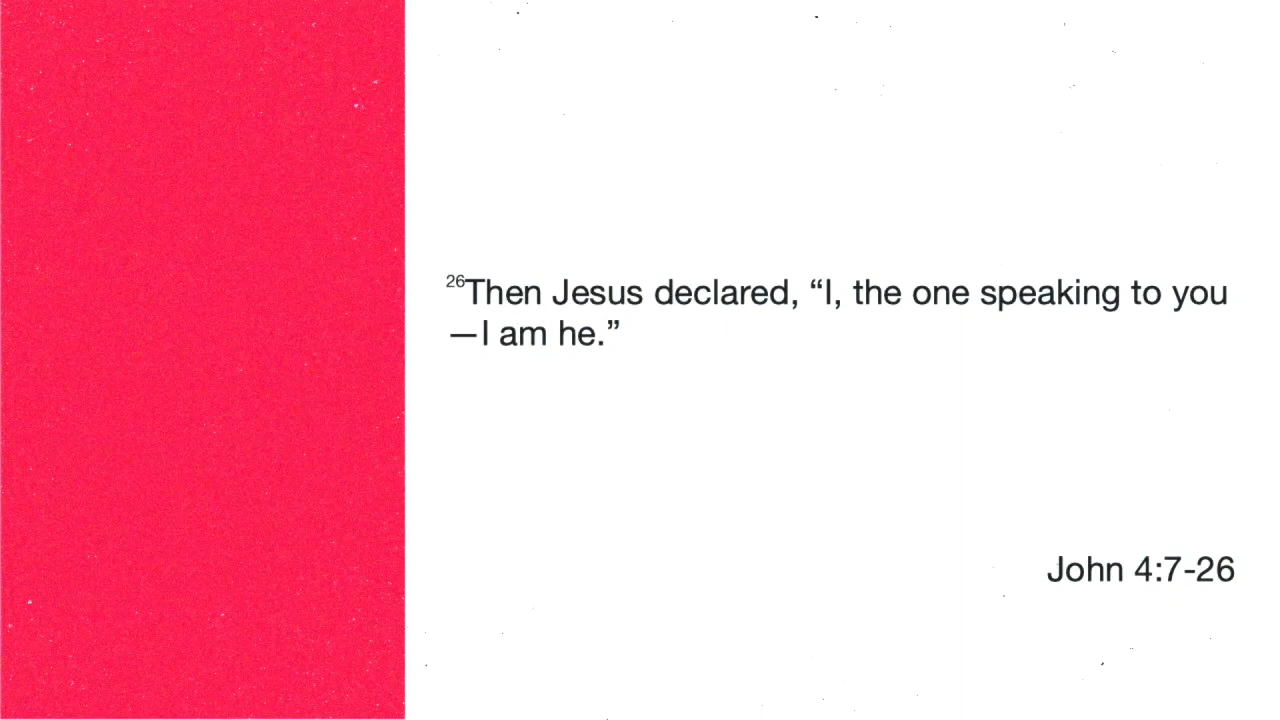 26Then Jesus declared, “I, the one speaking to you
—I am he.”
John 4:7-26